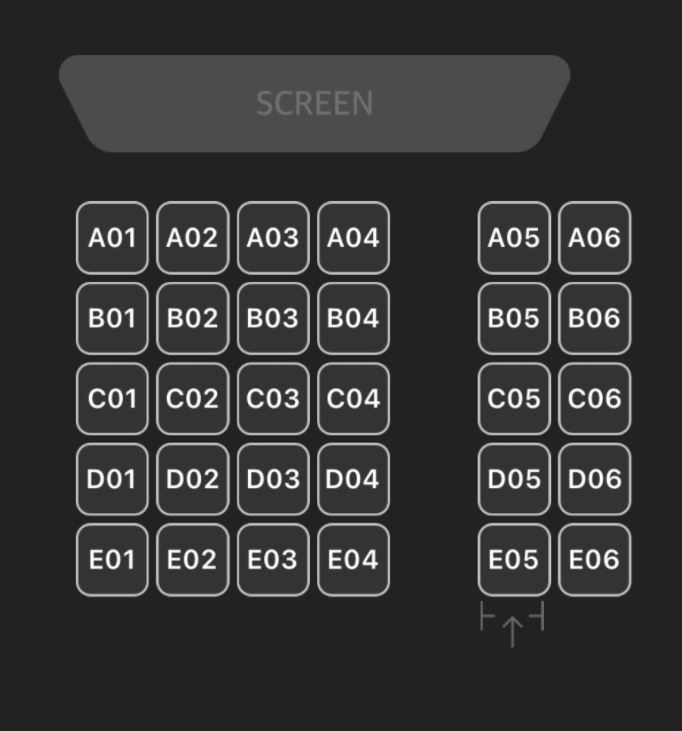 SCREEN
A01 A02 A03 A04 A05 A06
B01 B02 B03 B04 B05 B06
C01 C02 C03 C04 C05 C06
D01 D02 D03 D04 D05 D06
E01 E02 E03 E04 E05 E06